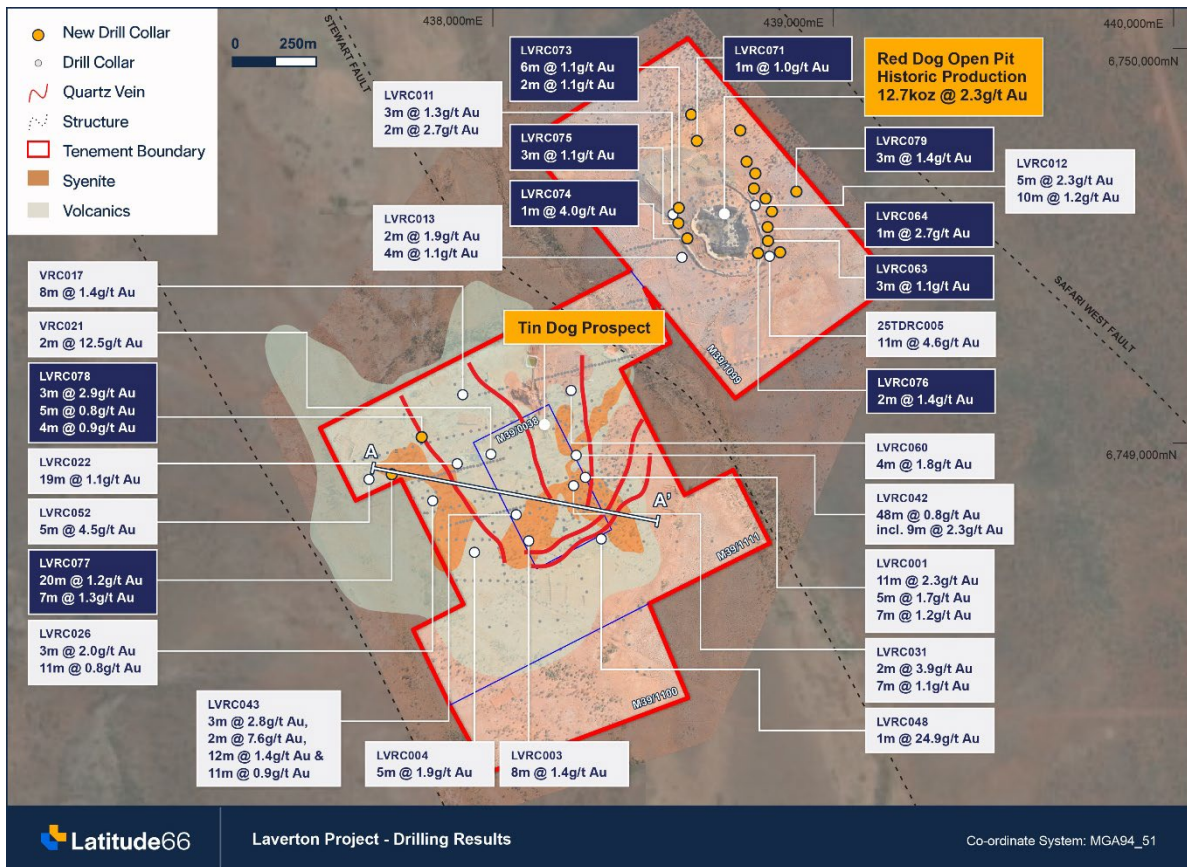 438,000mE
439,000mE
440,000mE
6,750,000mN
6,749,000mN
New Drill Collar
Drill Collar
Quartz Vein
Structure
Tenement Boundary
Syenite
Volcanics
0 250m
STEWART FAULT
SAFARI WEST FAULT
LVRC073
6m @ 1.1g/t Au
2m @ 1.1g/t Au
LVRC071
1m @ 1.0g/t Au
Red Dog Open Pit
Historic Production
12.7koz @ 2.3g/t Au
LVRC011
3m @ 1.3g/t Au
2m @ 2.7g/t Au
LVRC075
3m @ 1.1g/t Au
LVRC079
3m @ 1.4g/t Au
LVRC012
5m @ 2.3g/t Au
10m @ 1.2g/t Au
LVRC074
1m @ 4.0g/t Au
LVRC013
2m @ 1.9g/t Au
4m @ 1.1g/t Au
LVRC064
1m @ 2.7g/t Au
LVRC063
3m @ 1.1g/t Au
25TDRC005
11m @ 4.6g/t Au
LVRC076
2m @ 1.4g/t Au
VRC017
8m @ 1.4g/t Au
VRC021
2m @ 12.5g/t Au
LVRC078
3m @ 2.9g/t Au
5m @ 0.8g/t Au
4m @ 0.9g/t Au
LVRC022
19m @ 1.1g/t Au
LVRC052
5m @ 4.5g/t Au
LVRC077
20m @ 1.2g/t Au
7m @ 1.3g/t Au
LVRC026
3m @ 2.0g/t Au
11m @ 0.8g/t Au
Tin Dog Prospect
M39/1099
M39/0038
A
A'
M39/1111
M39/1100
LVRC060
4m @ 1.8g/t Au
LVRC042
48m @ 0.8g/t Au
incl. 9m @ 2.3g/t Au
LVRC001
11m @ 2.3g/t Au
5m @ 1.7g/t Au
7m @ 1.2g/t Au
LVRC031
2m @ 3.9g/t Au
7m @ 1.1g/t Au
LVRC048
1m @ 24.9g/t Au
LVRC043
3m @ 2.8g/t Au,
2m @ 7.6g/t Au,
12m @ 1.4g/t Au &
11m @ 0.9g/t Au
LVRC004
5m @ 1.9g/t Au
LVRC003
8m @ 1.4g/t Au
Latitude66
Laverton Project - Drilling Results
Co-ordinate System: MGA94_51